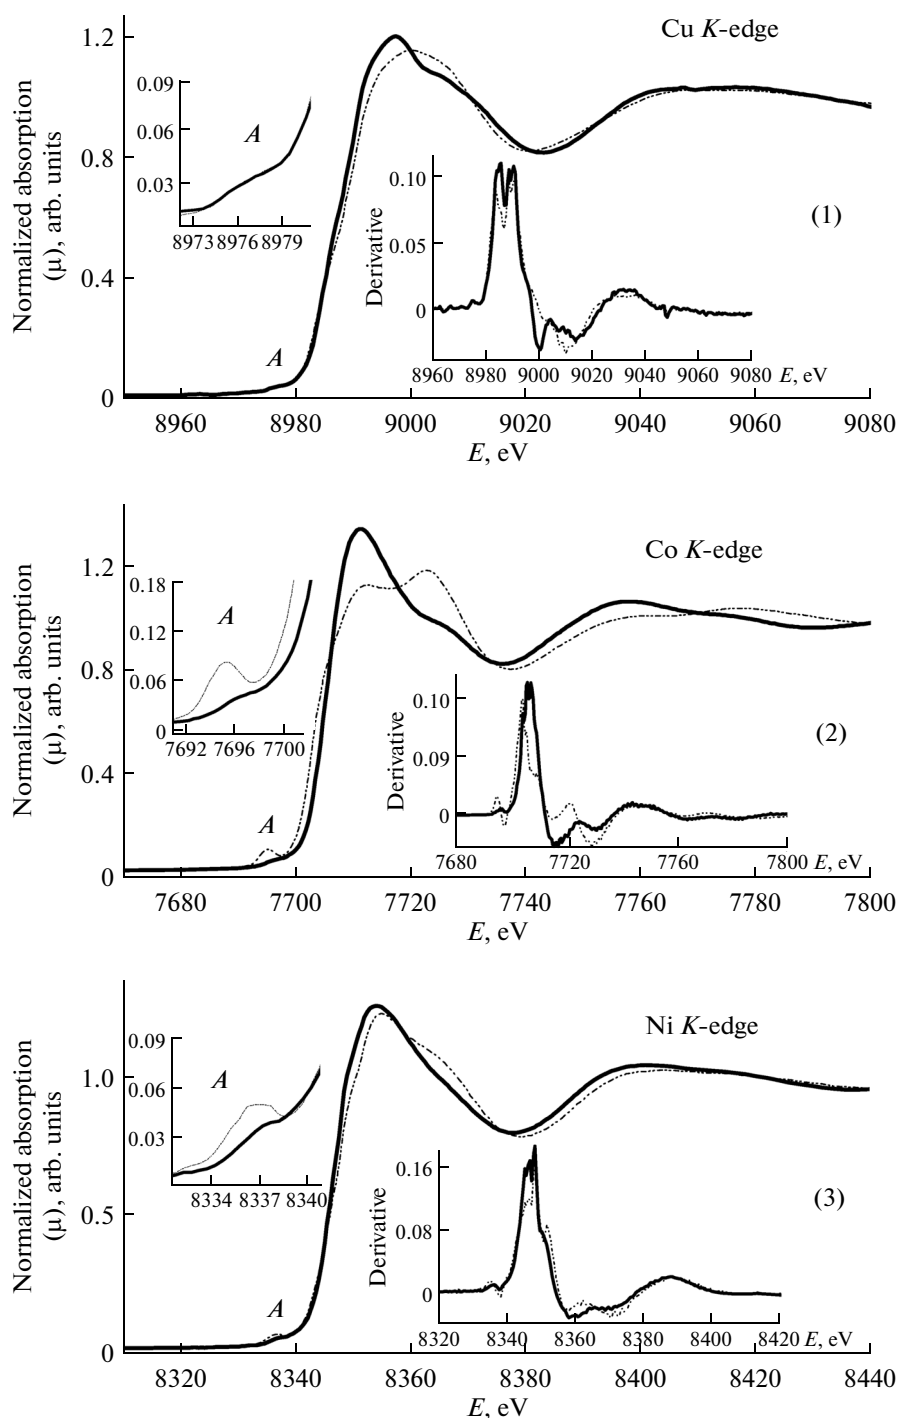 Cu K-edge
1.2
0.8
0.4
0
Normalized absorption
(μ), arb. units
0.09
0.06
0.03
A
8973 8976 8979
A
(1)
0.10
0.05
0
Derivative
8960 8980 9000 9020 9040 9060 9080 E, eV
8960 8980 9000 9020 9040 9060 9080
E, eV
Co K-edge
1.2
0.8
0.4
0
Normalized absorption
(μ), arb. units
0.18
0.12
0.06
0
A
7692 7696 7700
A
(2)
0.10
0.09
0
Derivative
7680 7720 7760 7800 E, eV
7680 7700 7720 7740 7760 7780 7800
E, eV
Ni K-edge
1.0
0.5
0
Normalized absorption
(μ), arb. units
0.09
0.06
0.03
A
8334 8337 8340
A
(3)
0.16
0.08
0
Derivative
8320 8340 8360 8380 8400 8420 E, eV
8320 8340 8360 8380 8400 8420 8440
E, eV